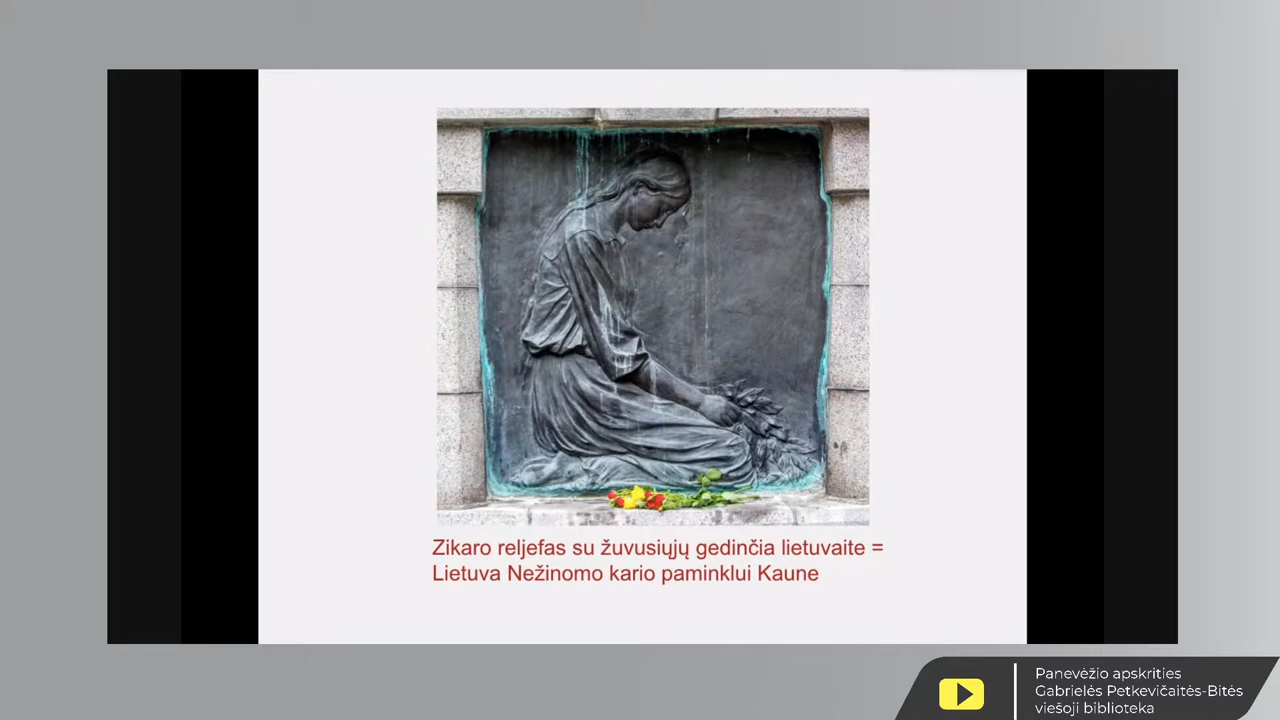 Zikaro reljefas su žuvusiųjų gedinčia lietuvaite =
Lietuva Nežinomo kario paminklui Kaune
Panevėžio apskrities
Gabrielės Petkevičaitės-Bitės
viešoji biblioteka